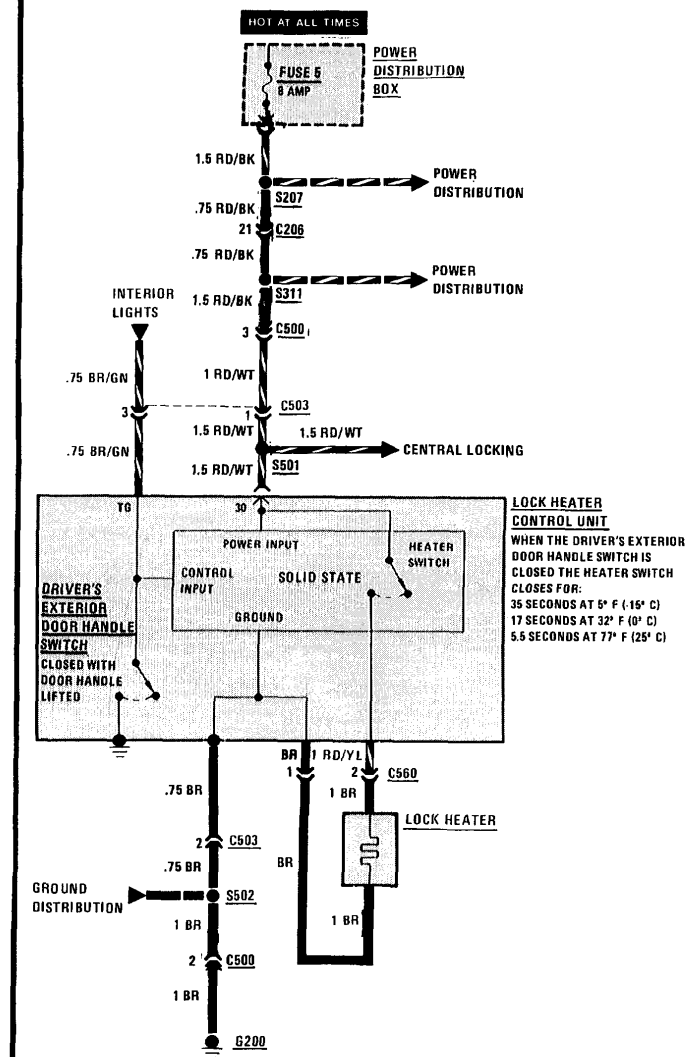 HOT AT ALL TIMES
FUSE 5
8 AMP
POWER
DISTRIBUTION
BOX
1.5 RD/BK
S207
POWER
DISTRIBUTION
.75 RD/BK
21
C206
.75 RD/BK
S311
POWER
DISTRIBUTION
INTERIOR
LIGHTS
1.5 RD/BK
3
C500
.75 BR/GN
1 RD/WT
3
1
C503
.75 BR/GN
1.5 RD/WT
1.5 RD/WT
CENTRAL LOCKING
S501
1.5 RD/WT
TG
30
POWER INPUT
HEATER
SWITCH
CONTROL
INPUT
SOLID STATE
GROUND
DRIVER'S
EXTERIOR
DOOR HANDLE
SWITCH
CLOSED WITH
DOOR HANDLE
LIFTED
LOCK HEATER
CONTROL UNIT
WHEN THE DRIVER'S EXTERIOR
DOOR HANDLE SWITCH IS
CLOSED THE HEATER SWITCH
CLOSES FOR:
35 SECONDS AT 5° F (-15° C)
17 SECONDS AT 32° F (0° C)
5.5 SECONDS AT 77° F (25° C)
BR
1 RD/YL
1
2
C560
.75 BR
1 BR
LOCK HEATER
2
C503
.75 BR
BR
GROUND
DISTRIBUTION
S502
1 BR
1 BR
2
C500
1 BR
G200